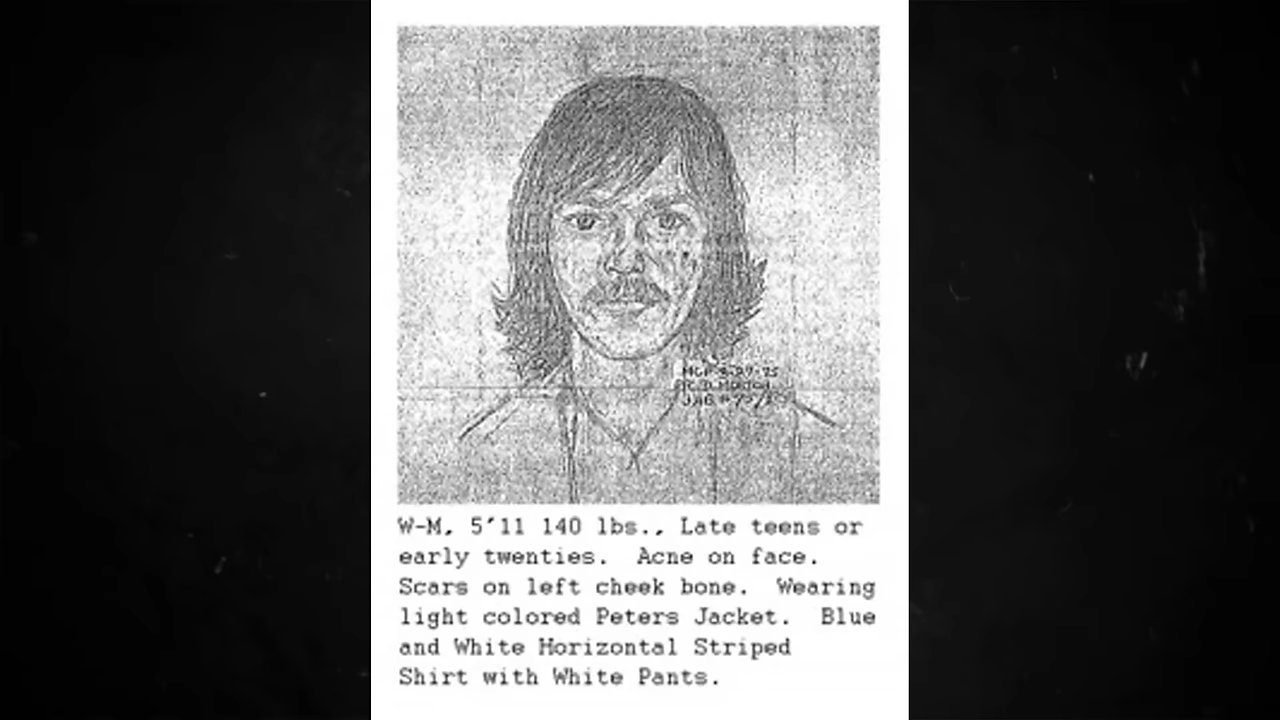 W-M, 5'11 140 lbs., Late teens or
early twenties. Acne on face.
Scars on left cheek bone. Wearing
light colored Peters Jacket. Blue
and White Horizontal Striped
Shirt with White Pants.